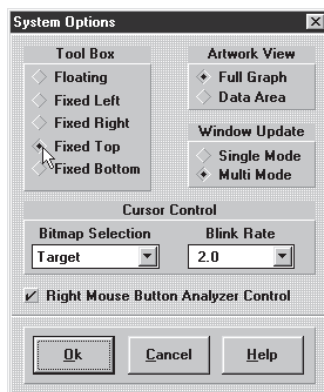 System Options
Tool Box
Floating
Fixed Left
Fixed Right
Fixed Top
Fixed Bottom
Artwork View
Full Graph
Data Area
Window Update
Single Mode
Multi Mode
Cursor Control
Bitmap Selection
Target
Blink Rate
2.0
Right Mouse Button Analyzer Control
Ok
Cancel
Help